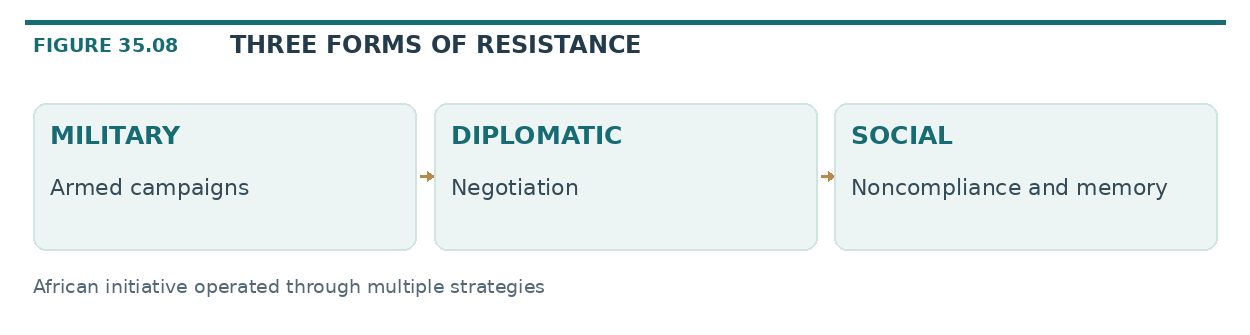 FIGURE 35.08 THREE FORMS OF RESISTANCE
MILITARY
Armed campaigns
DIPLOMATIC
Negotiation
SOCIAL
Noncompliance and memory
African initiative operated through multiple strategies